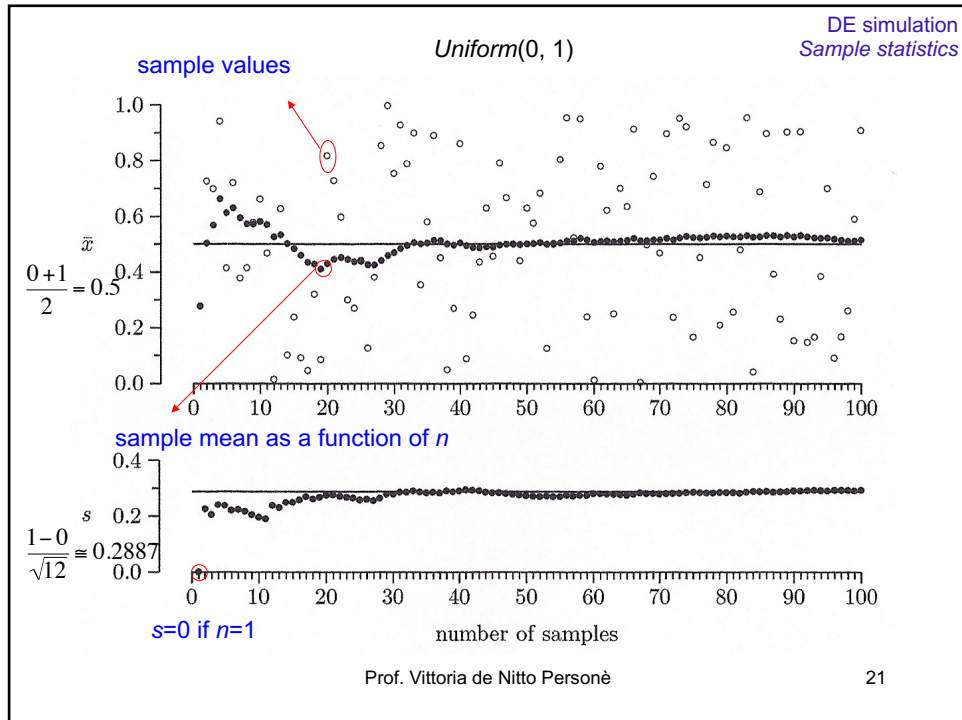 DE simulation
Sample statistics
Uniform(0, 1)
sample values
1.0
0.8
0.6
x̄
0.4
(0+1)/2 = 0.5
0.2
0.0
0 10 20 30 40 50 60 70 80 90 100
sample mean as a function of n
0.4
s
0.2
(1−0)/√12 ≅ 0.2887
0.0
0 10 20 30 40 50 60 70 80 90 100
s=0 if n=1
number of samples
Prof. Vittoria de Nitto Personè
21